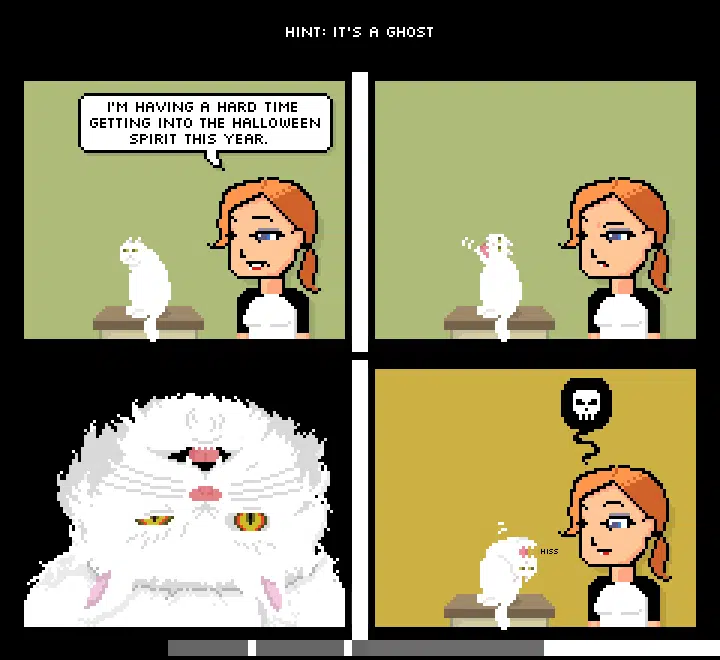 HINT: IT'S A GHOST
I'M HAVING A HARD TIME
GETTING INTO THE HALLOWEEN
SPIRIT THIS YEAR.
HISS